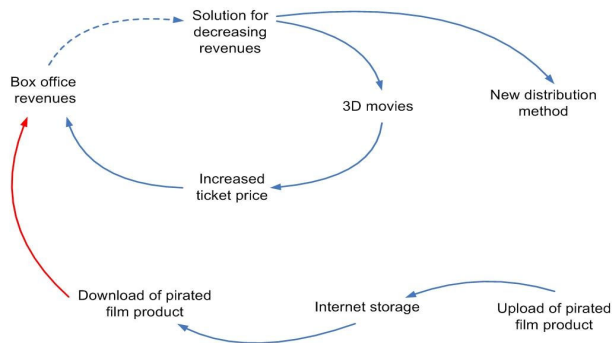 Solution for
decreasing
revenues
Box office
revenues
3D movies
New distribution
method
Increased
ticket price
Download of pirated
film product
Internet storage
Upload of pirated
film product